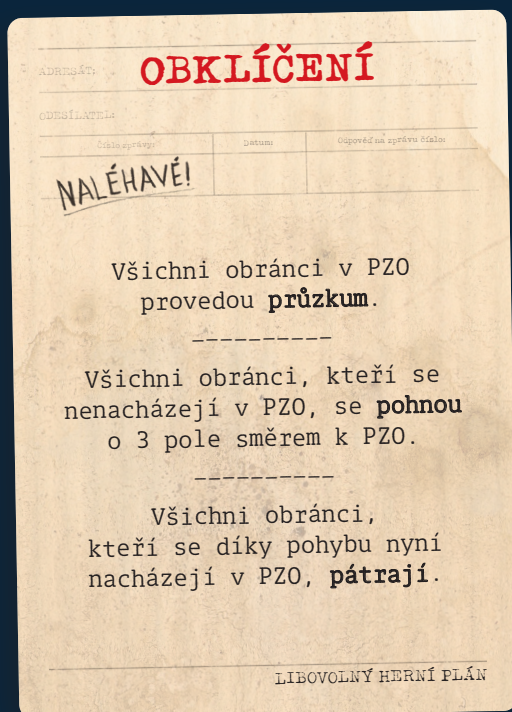 OBKLÍČENÍ
ADRESÁT:
ODESÍLATEL:
Číslo zprávy:
Datum:
Odpověď na zprávu číslo:
NALÉHAVÉ!
Všichni obránci v PZO
provedou průzkum.
----------
Všichni obránci, kteří se
nenacházejí v PZO, se pohnou
o 3 pole směrem k PZO.
----------
Všichni obránci,
kteří se díky pohybu nyní
nacházejí v PZO, pátrají.
LIBOVOLNÝ HERNÍ PLÁN